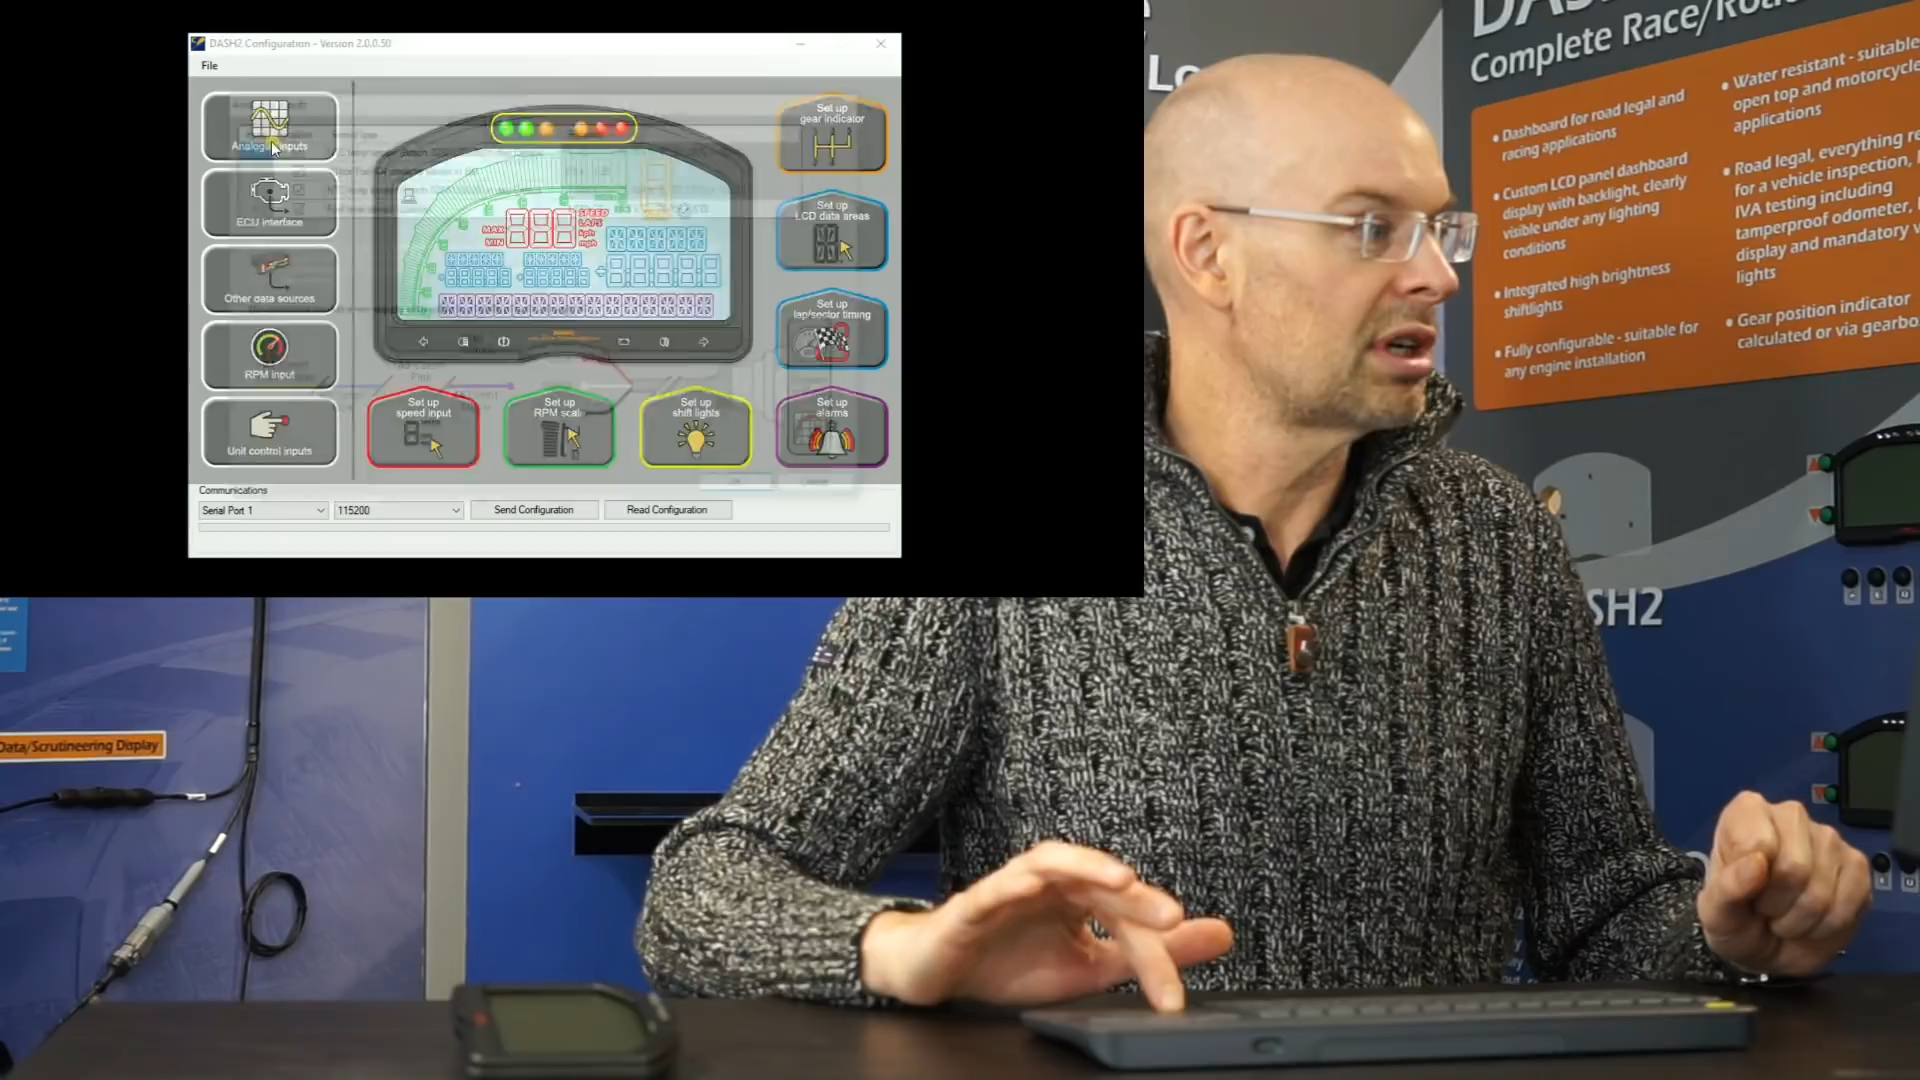 DASH2 Configuration - Version 2.0.0.50
File
Analogue inputs
ECU interface
Other data sources
RPM input
Unit control inputs
MAX
MIN
SPEED
LAPS
kph
mph
Set up
gear indicator
Set up
LCD data areas
Set up
lap/sector timing
Set up
speed input
Set up
RPM scale
Set up
shift lights
Set up
alarms
Communications
Serial Port 1
115200
Send Configuration
Read Configuration
Complete Race/Road
• Dashboard for road legal and
racing applications
• Custom LCD panel dashboard
display with backlight, clearly
visible under any lighting
conditions
• Integrated high brightness
shiftlights
• Fully configurable - suitable for
any engine installation
• Water resistant - suitable
open top and motorcycle
applications
• Road legal, everything
for a vehicle inspection,
IVA testing including
tamperproof odometer,
display and mandatory
lights
• Gear position indicator
calculated or via gearbox
SH2
Data/Scrutineering Display